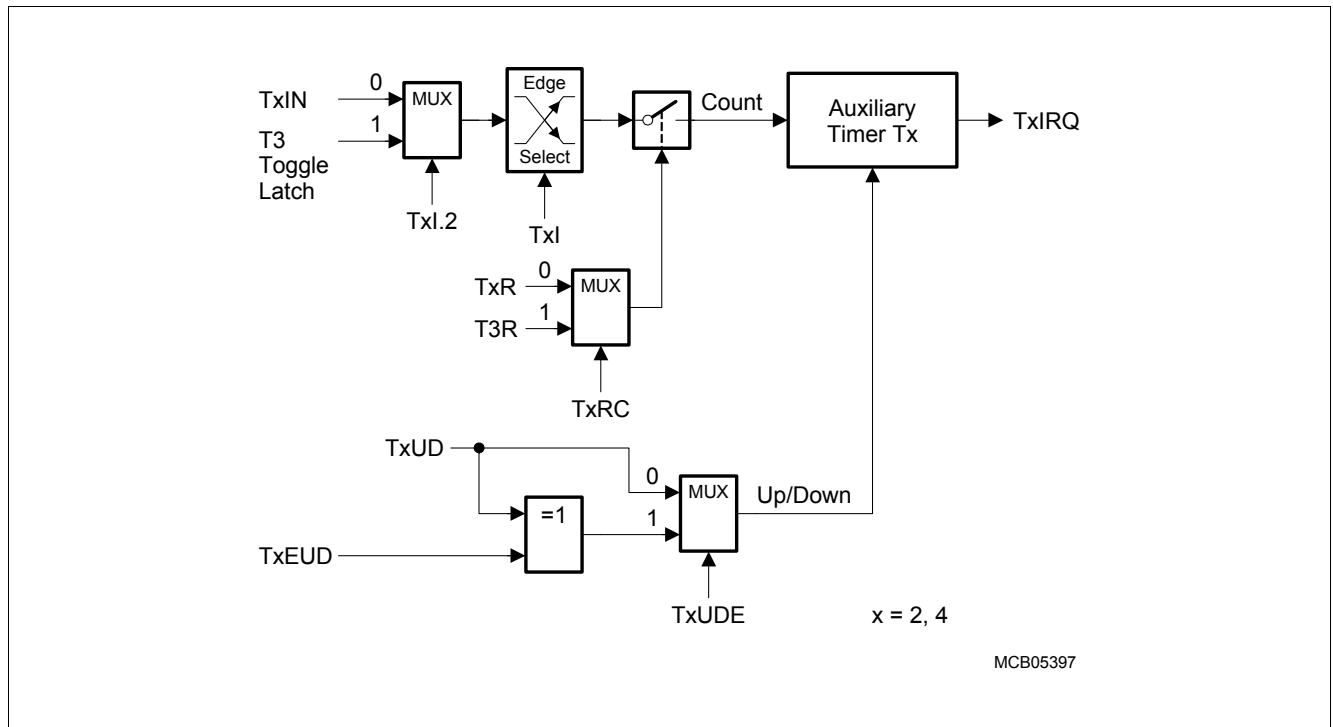 TxIN
0
MUX
T3
Toggle
Latch
1
TxI.2
Edge
Select
TxI
Count
Auxiliary
Timer Tx
TxIRQ
TxR
0
MUX
T3R
1
TxRC
TxUD
0
MUX
Up/Down
=1
1
TxEUD
TxUDE
x = 2, 4
MCB05397